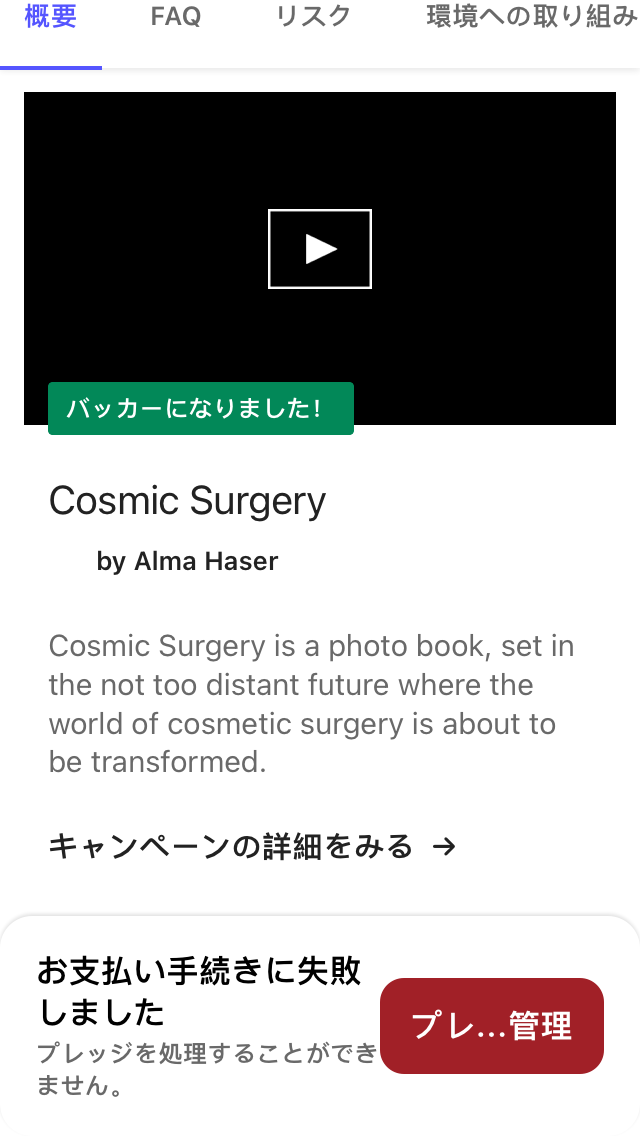 概要 FAQ リスク 環境への取り組み
バッカーになりました!
Cosmic Surgery
by Alma Haser
Cosmic Surgery is a photo book, set in
the not too distant future where the
world of cosmetic surgery is about to
be transformed.
キャンペーンの詳細をみる →
お支払い手続きに失敗
しました
プレッジを処理することができ
ません。
プレ...管理